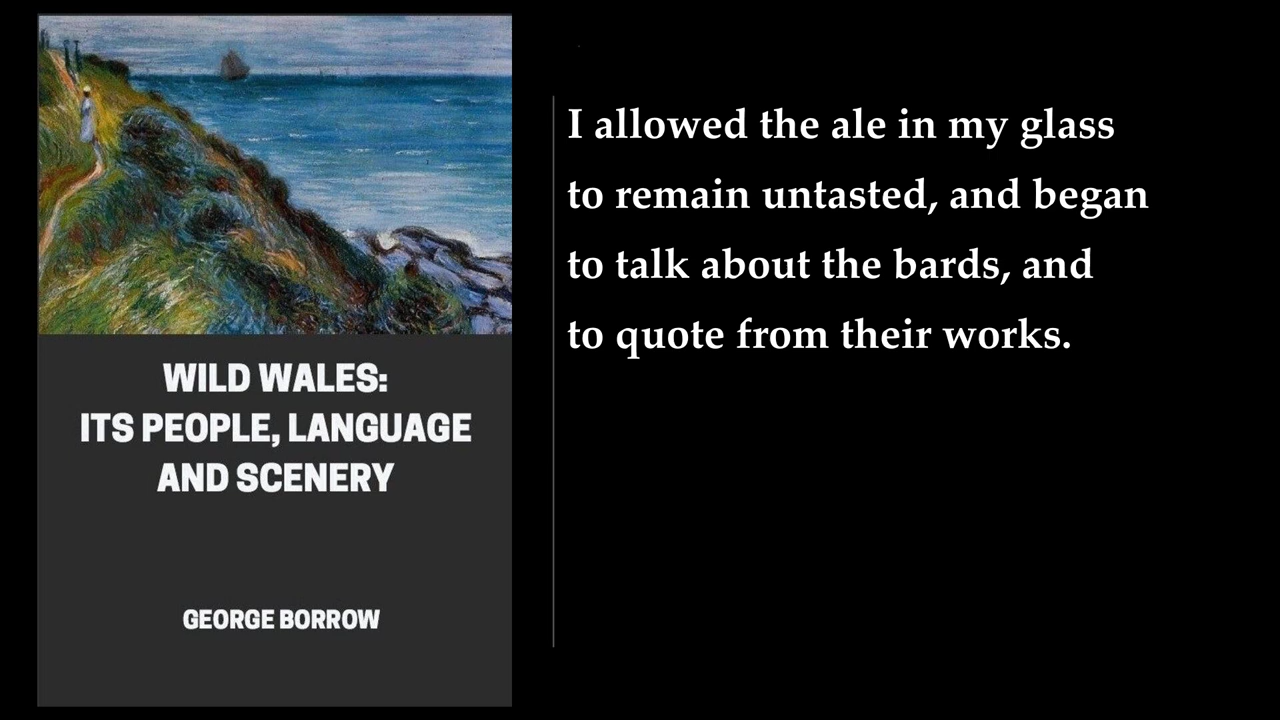 WILD WALES:
ITS PEOPLE, LANGUAGE
AND SCENERY
GEORGE BORROW
I allowed the ale in my glass
to remain untasted, and began
to talk about the bards, and
to quote from their works.